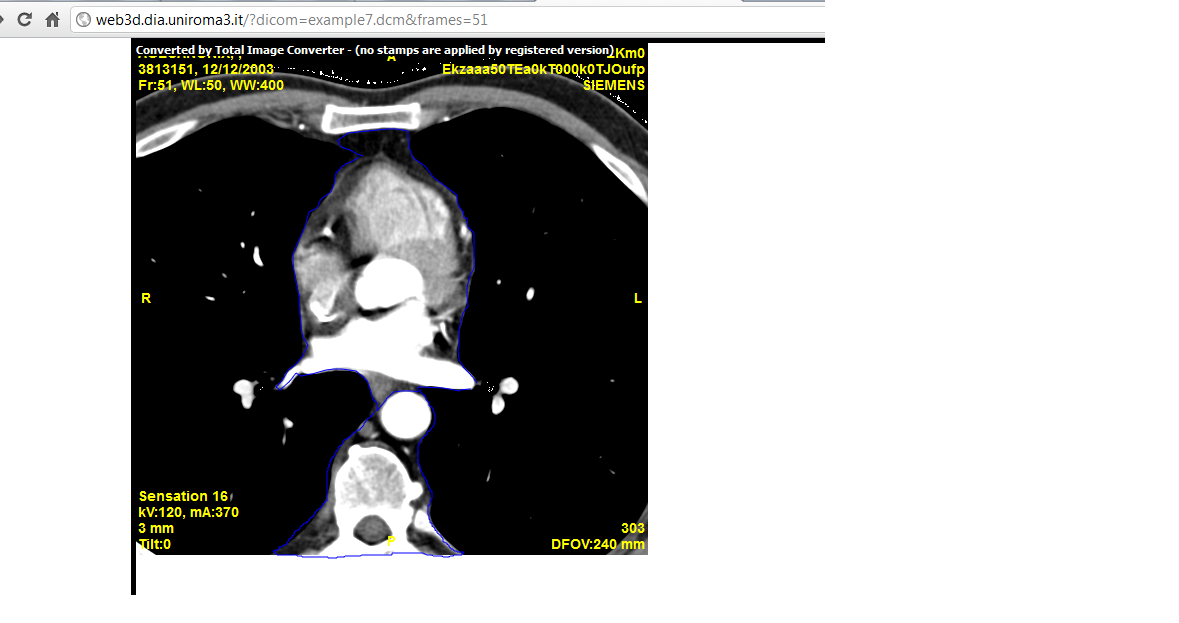 web3d.dia.uniroma3.it/?dicom=example7.dcm&frames=51
Converted by Total Image Converter - (no stamps are applied by registered version)
1Km0
A
3813151, 12/12/2003
Ekzaaa50TEa0kT000k0TJOufp
Fr:51, WL:50, WW:400
SIEMENS
R
L
Sensation 16
kV:120, mA:370
3 mm
303
Tilt:0
P
DFOV:240 mm